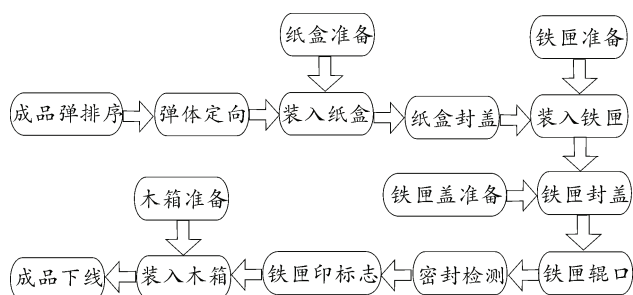 纸盒准备
铁匣准备
成品弹排序
弹体定向
装入纸盒
纸盒封盖
装入铁匣
木箱准备
铁匣盖准备
铁匣封盖
成品下线
装入木箱
铁匣印标志
密封检测
铁匣辊口